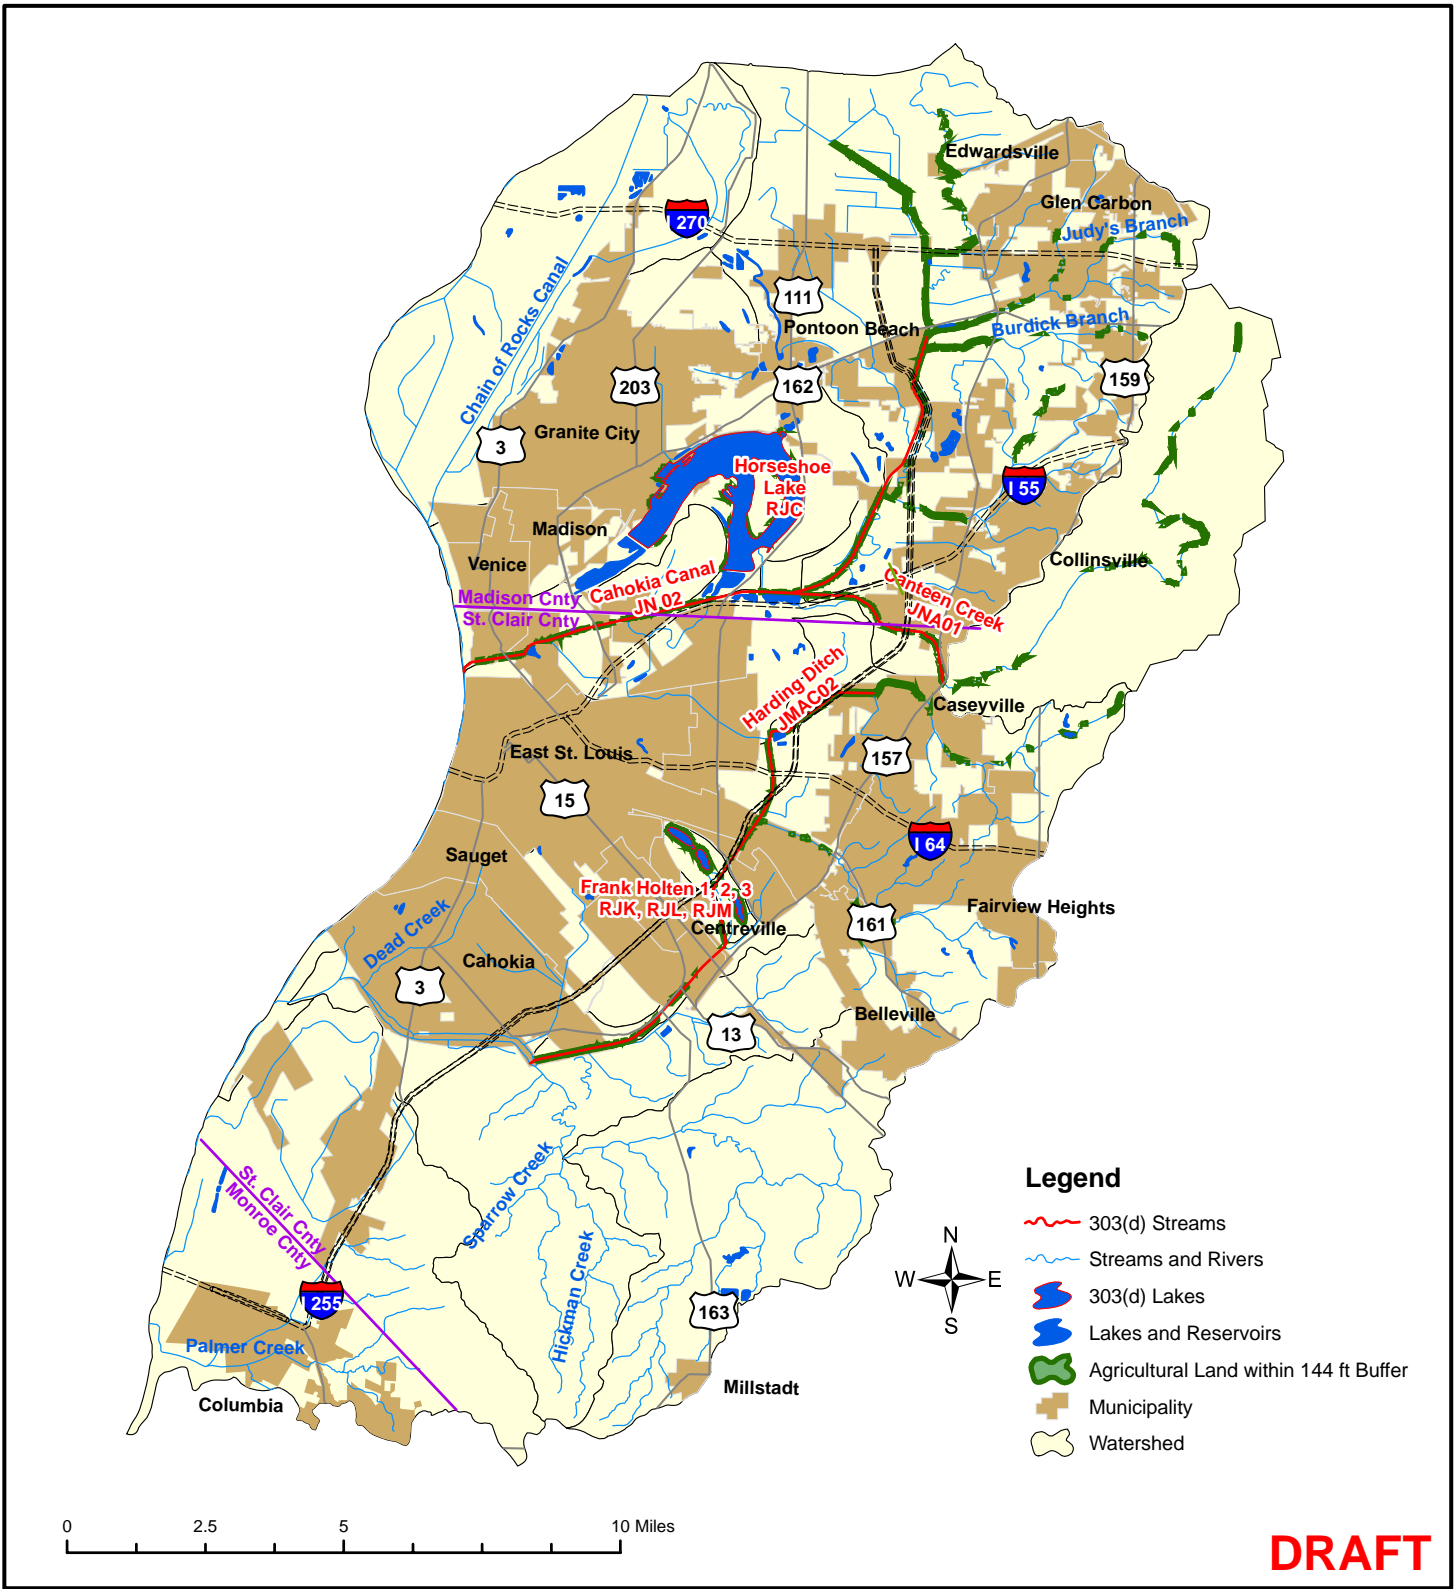 Edwardsville
Glen Carbon
Judy's Branch
I 270
Chain of Rocks Canal
111
Pontoon Beach
Burdick Branch
203
162
159
3
Granite City
Horseshoe
Lake
RJC
I 55
Madison
Venice
Collinsville
Cahokia Canal
JN 02
Canteen Creek
JNA01
Madison Cnty
St. Clair Cnty
Harding Ditch
JMAC02
Caseyville
East St. Louis
157
15
I 64
Sauget
Frank Holten 1, 2, 3
RJK, RJL, RJM
Fairview Heights
161
Centreville
Dead Creek
Cahokia
3
Belleville
13
Sparrow Creek
St. Clair Cnty
Monroe Cnty
Hickman Creek
I 255
163
Palmer Creek
Columbia
Millstadt
N
W
E
S
Legend
303(d) Streams
Streams and Rivers
303(d) Lakes
Lakes and Reservoirs
Agricultural Land within 144 ft Buffer
Municipality
Watershed
0 2.5 5 10 Miles
DRAFT